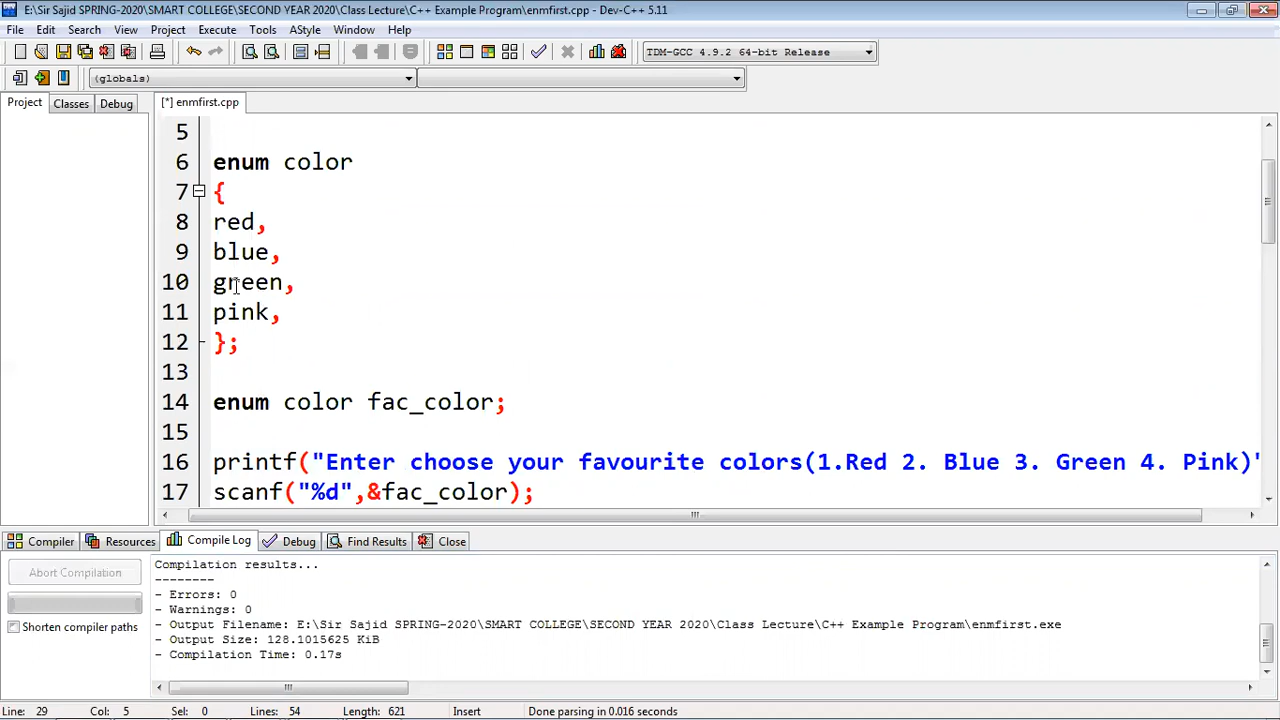 E:\Sir Sajid SPRING-2020\SMART COLLEGE\SECOND YEAR 2020\Class Lecture\C++ Example Program\enmfirst.cpp - Dev-C++ 5.11
File Edit Search View Project Execute Tools AStyle Window Help
TDM-GCC 4.9.2 64-bit Release
(globals)
Project Classes Debug [*] enmfirst.cpp
5
6 enum color
7 {
8 red,
9 blue,
10 green,
11 pink,
12 };
13
14 enum color fac_color;
15
16 printf("Enter choose your favourite colors(1.Red 2. Blue 3. Green 4. Pink)"
17 scanf("%d",&fac_color);
Compiler Resources Compile Log Debug Find Results Close
Abort Compilation
Shorten compiler paths
Compilation results...
--------
- Errors: 0
- Warnings: 0
- Output Filename: E:\Sir Sajid SPRING-2020\SMART COLLEGE\SECOND YEAR 2020\Class Lecture\C++ Example Program\enmfirst.exe
- Output Size: 128.1015625 KiB
- Compilation Time: 0.17s
Line: 29 Col: 5 Sel: 0 Lines: 54 Length: 621 Insert Done parsing in 0.016 seconds